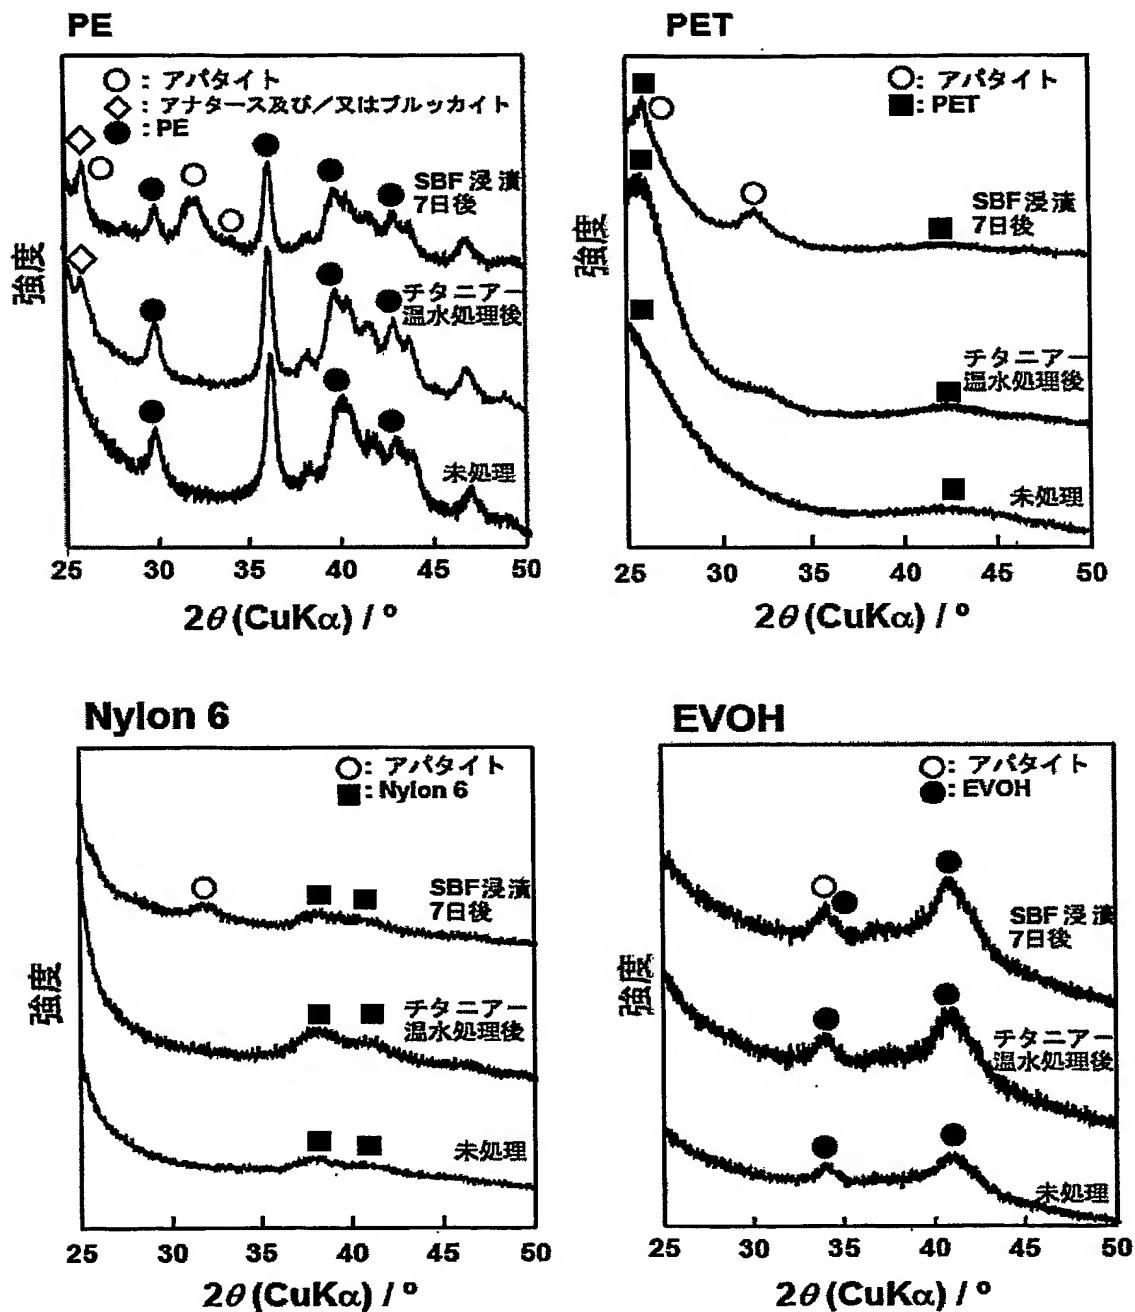 PE
○: アパタイト
◇: アナタース及び/又はブルッカイト
●: PE
SBF浸漬
7日後
チタニアー
温水処理後
未処理
強度
25 30 35 40 45 50
2θ (CuKα) / º
PET
○: アパタイト
■: PET
SBF浸漬
7日後
チタニアー
温水処理後
未処理
強度
25 30 35 40 45 50
2θ (CuKα) / º
Nylon 6
○: アパタイト
■: Nylon 6
SBF浸漬
7日後
チタニアー
温水処理後
未処理
強度
25 30 35 40 45 50
2θ (CuKα) / º
EVOH
○: アパタイト
●: EVOH
SBF浸漬
7日後
チタニアー
温水処理後
未処理
強度
25 30 35 40 45 50
2θ (CuKα) / º